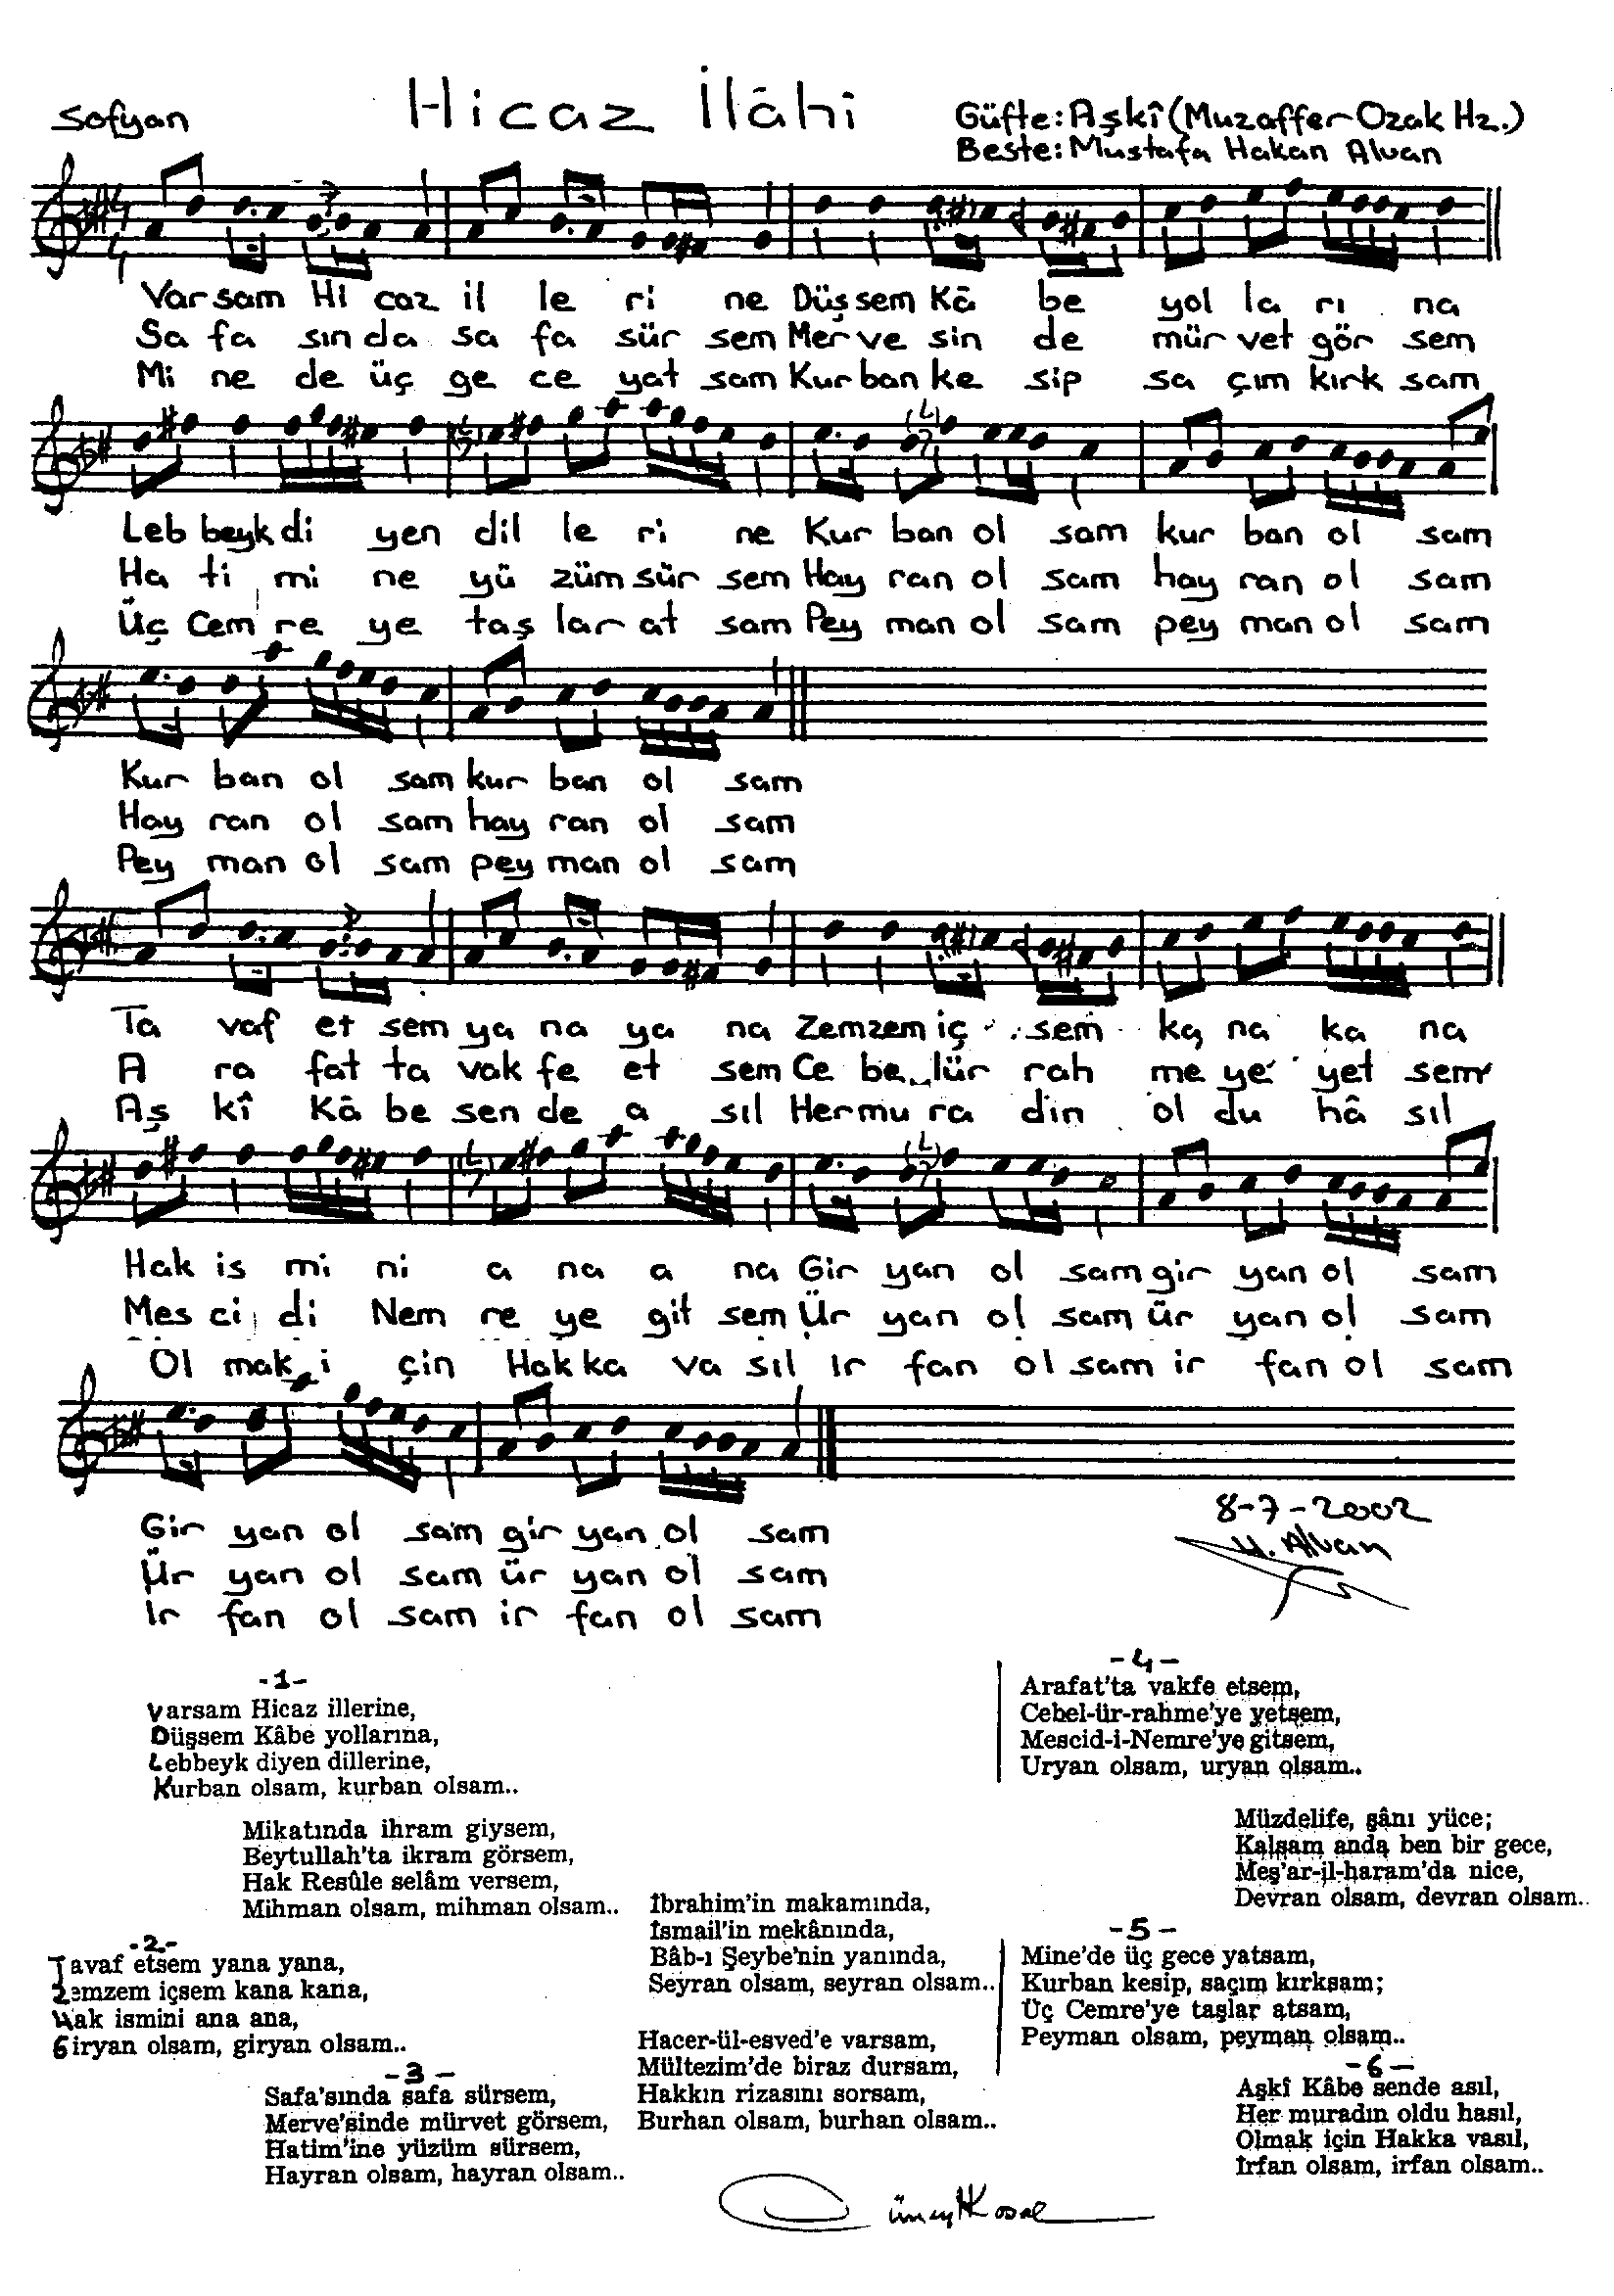 Sofyan
Hicaz İlâhî
Güfte: Aşkî (Muzaffer Ozak Hz.)
Beste: Mustafa Hakan Alvan
Varsam Hi caz il le ri ne Düş sem Kâ be yol la rı na
Sa fa sın da sa fa sür sem Mer ve sin de mür vet gör sem
Mi ne de üç ge ce yat sam Kur ban ke sip sa çım kırk sam
Leb beyk di yen dil le ri ne Kur ban ol sam kur ban ol sam
Ha ti mi ne yü züm sür sem Hay ran ol sam hay ran ol sam
Üç Cem re ye taş lar at sam Pey man ol sam pey man ol sam
Kur ban ol sam kur ban ol sam
Hay ran ol sam hay ran ol sam
Pey man ol sam pey man ol sam
Ta vaf et sem ya na ya na Zemzem iç sem ka na ka na
A ra fat ta vak fe et sem Ce be lür rah me ye yet sem
Aş kî Kâ be sen de a sıl Her mu ra dın ol du hâ sıl
Hak is mi ni a na a na Gir yan ol sam gir yan ol sam
Mes ci di Nem re ye git sem Ür yan ol sam ür yan ol sam
Ol mak i çin Hak ka va sıl Ir fan ol sam ir fan ol sam
Gir yan ol sam gir yan ol sam
Ür yan ol sam ür yan ol sam
Ir fan ol sam ir fan ol sam
8-7-2002
H. Alvan
-1-
Varsam Hicaz illerine,
Düşsem Kâbe yollarına,
Lebbeyk diyen dillerine,
Kurban olsam, kurban olsam..
Mikatında ihram giysem,
Beytullah'ta ikram görsem,
Hak Resûle selâm versem,
Mihman olsam, mihman olsam..
-2-
Tavaf etsem yana yana,
Zemzem içsem kana kana,
Hak ismini ana ana,
Giryan olsam, giryan olsam..
-3-
Safa'sında safa sürsem,
Merve'sinde mürvet görsem,
Hatim'ine yüzüm sürsem,
Hayran olsam, hayran olsam..
İbrahim'in makamında,
İsmail'in mekânında,
Bâb-ı Şeybe'nin yanında,
Seyran olsam, seyran olsam..
Hacer-ül-esved'e varsam,
Mültezim'de biraz dursam,
Hakkın rizasını sorsam,
Burhan olsam, burhan olsam..
-4-
Arafat'ta vakfe etsem,
Cebel-ür-rahme'ye yetsem,
Mescid-i-Nemre'ye gitsem,
Uryan olsam, uryan olsam..
Müzdelife, şânı yüce;
Kalsam anda ben bir gece,
Meş'ar-il-haram'da nice,
Devran olsam, devran olsam..
-5-
Mine'de üç gece yatsam,
Kurban kesip, saçım kırksam;
Üç Cemre'ye taşlar atsam,
Peyman olsam, peyman olsam..
-6-
Aşkî Kâbe sende asıl,
Her muradın oldu hasıl,
Olmak için Hakka vasıl,
İrfan olsam, irfan olsam..
Cüneyt Kosal